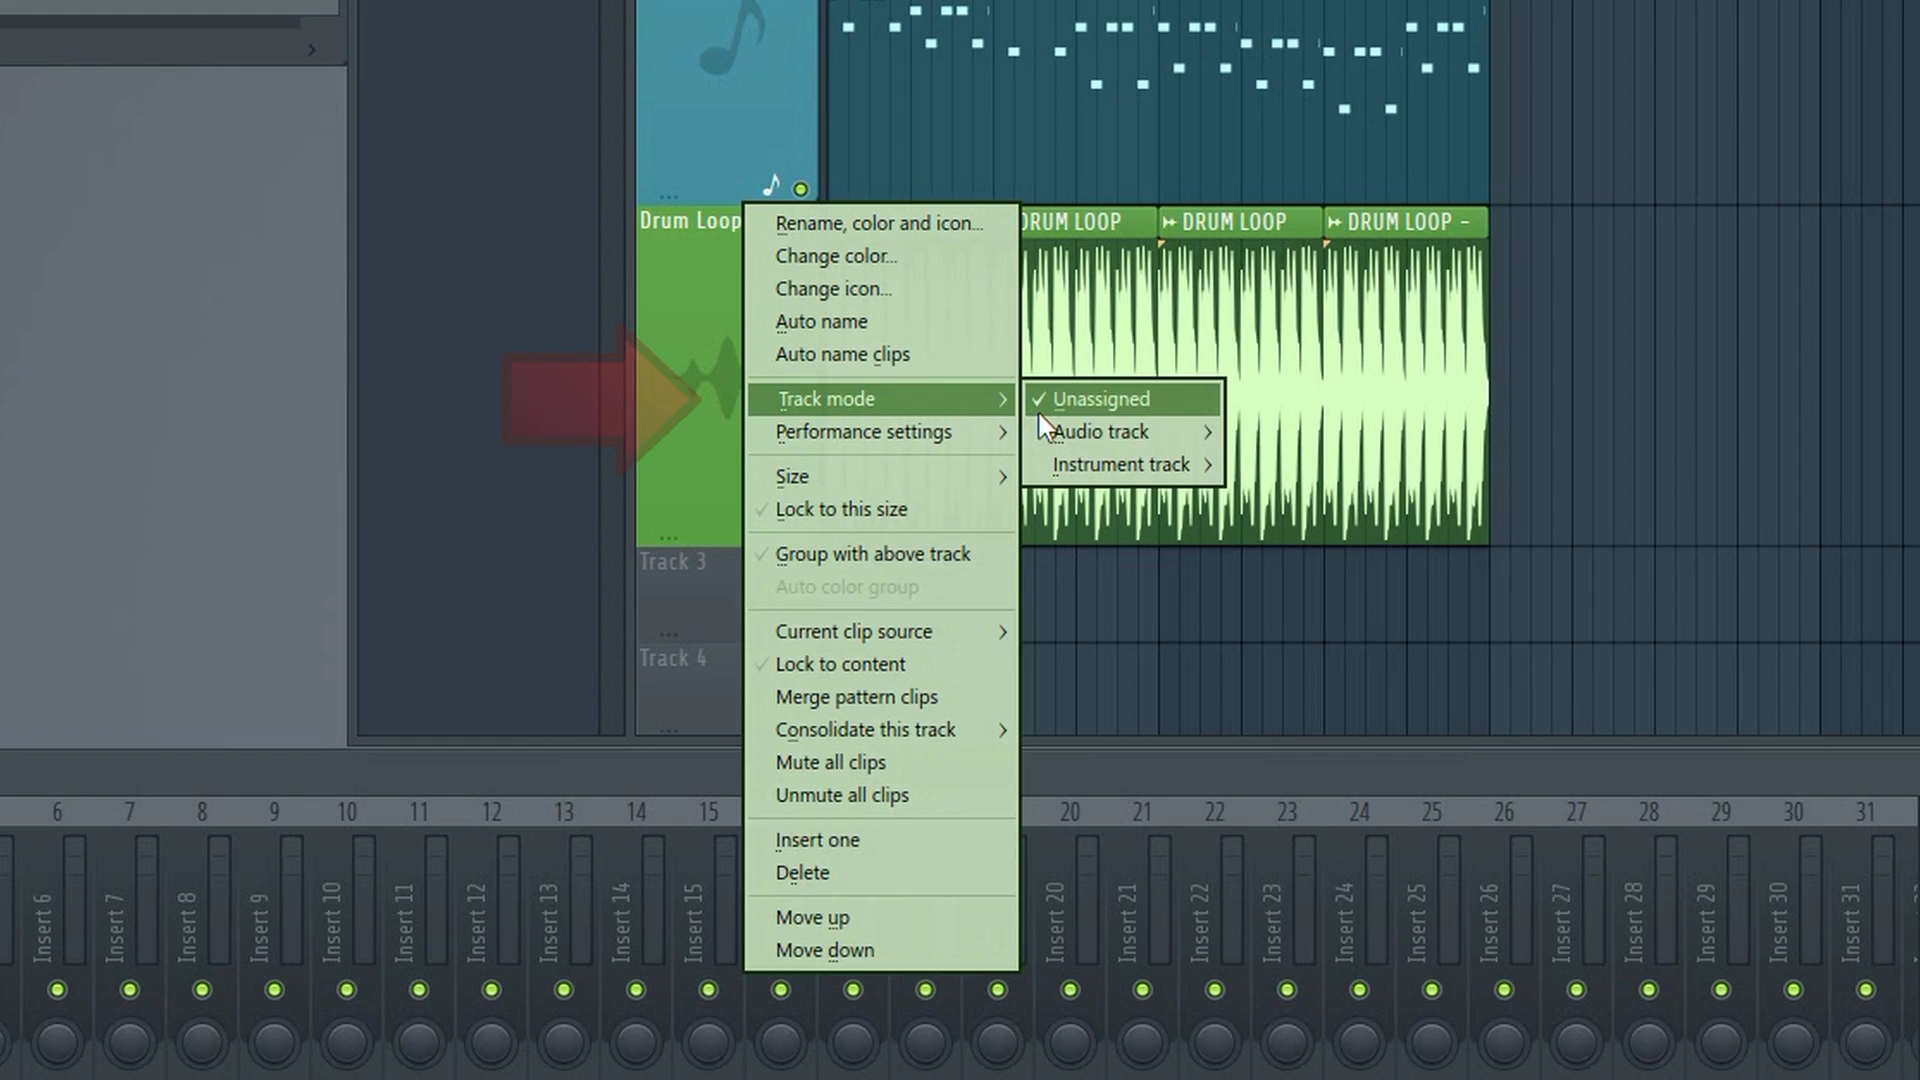 Drum Loop
DRUM LOOP
DRUM LOOP
DRUM LOOP –
Rename, color and icon...
Change color...
Change icon...
Auto name
Auto name clips
Track mode
Performance settings
Size
Lock to this size
Group with above track
Auto color group
Current clip source
Lock to content
Merge pattern clips
Consolidate this track
Mute all clips
Unmute all clips
Insert one
Delete
Move up
Move down
Unassigned
Audio track
Instrument track
Track 3
Track 4
6 7 8 9 10 11 12 13 14 15 20 21 22 23 24 25 26 27 28 29 30 31
Insert 6
Insert 7
Insert 8
Insert 9
Insert 10
Insert 11
Insert 12
Insert 13
Insert 14
Insert 15
Insert 20
Insert 21
Insert 22
Insert 23
Insert 24
Insert 25
Insert 26
Insert 27
Insert 28
Insert 29
Insert 30
Insert 31